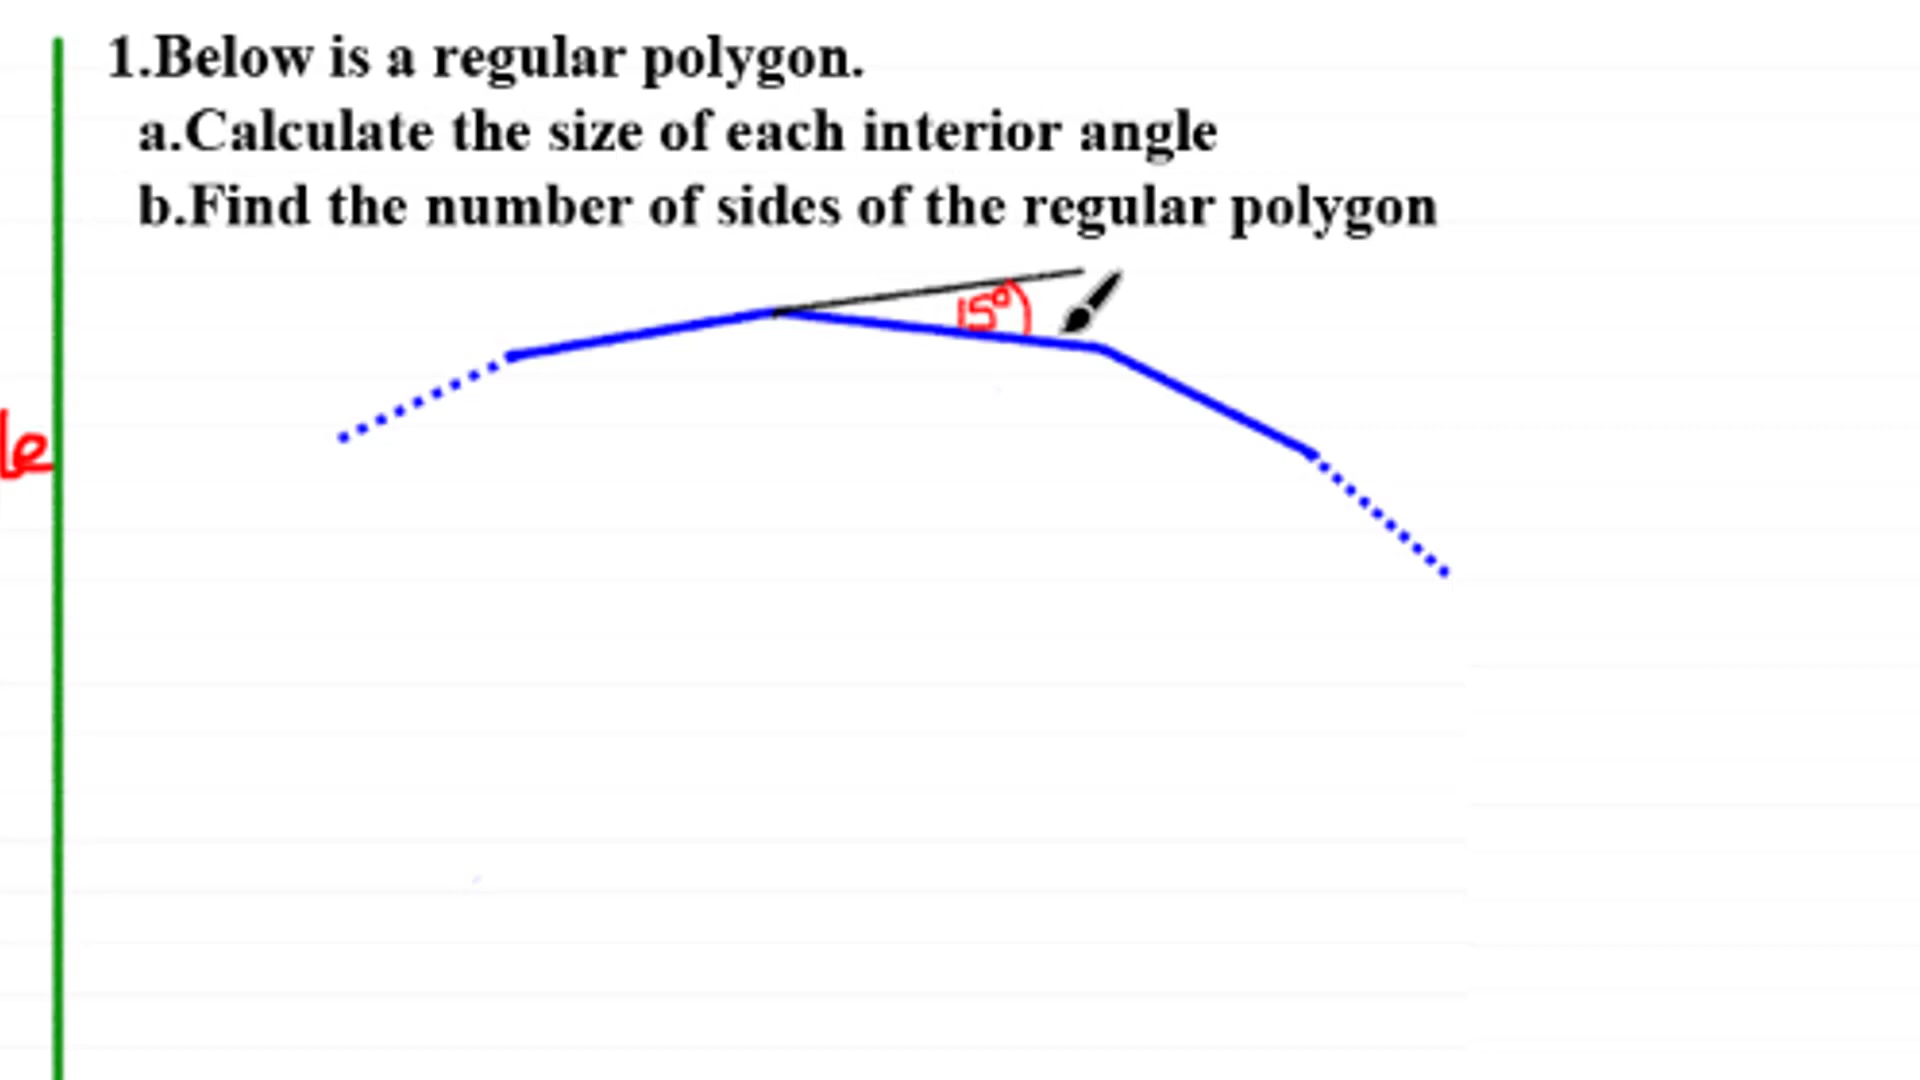 1.Below is a regular polygon.
a.Calculate the size of each interior angle
b.Find the number of sides of the regular polygon
15°
le